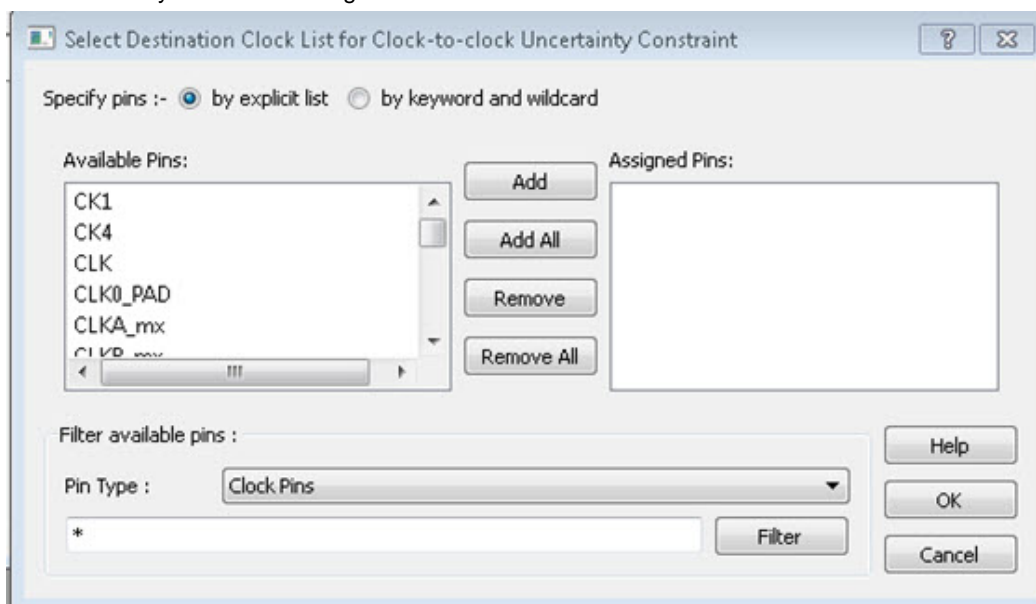 Select Destination Clock List for Clock-to-clock Uncertainty Constraint
Specify pins :- by explicit list by keyword and wildcard
Available Pins:
Assigned Pins:
CK1
CK4
CLK
CLK0_PAD
CLKA_mx
Add
Add All
Remove
Remove All
Filter available pins :
Pin Type :
Clock Pins
*
Filter
Help
OK
Cancel